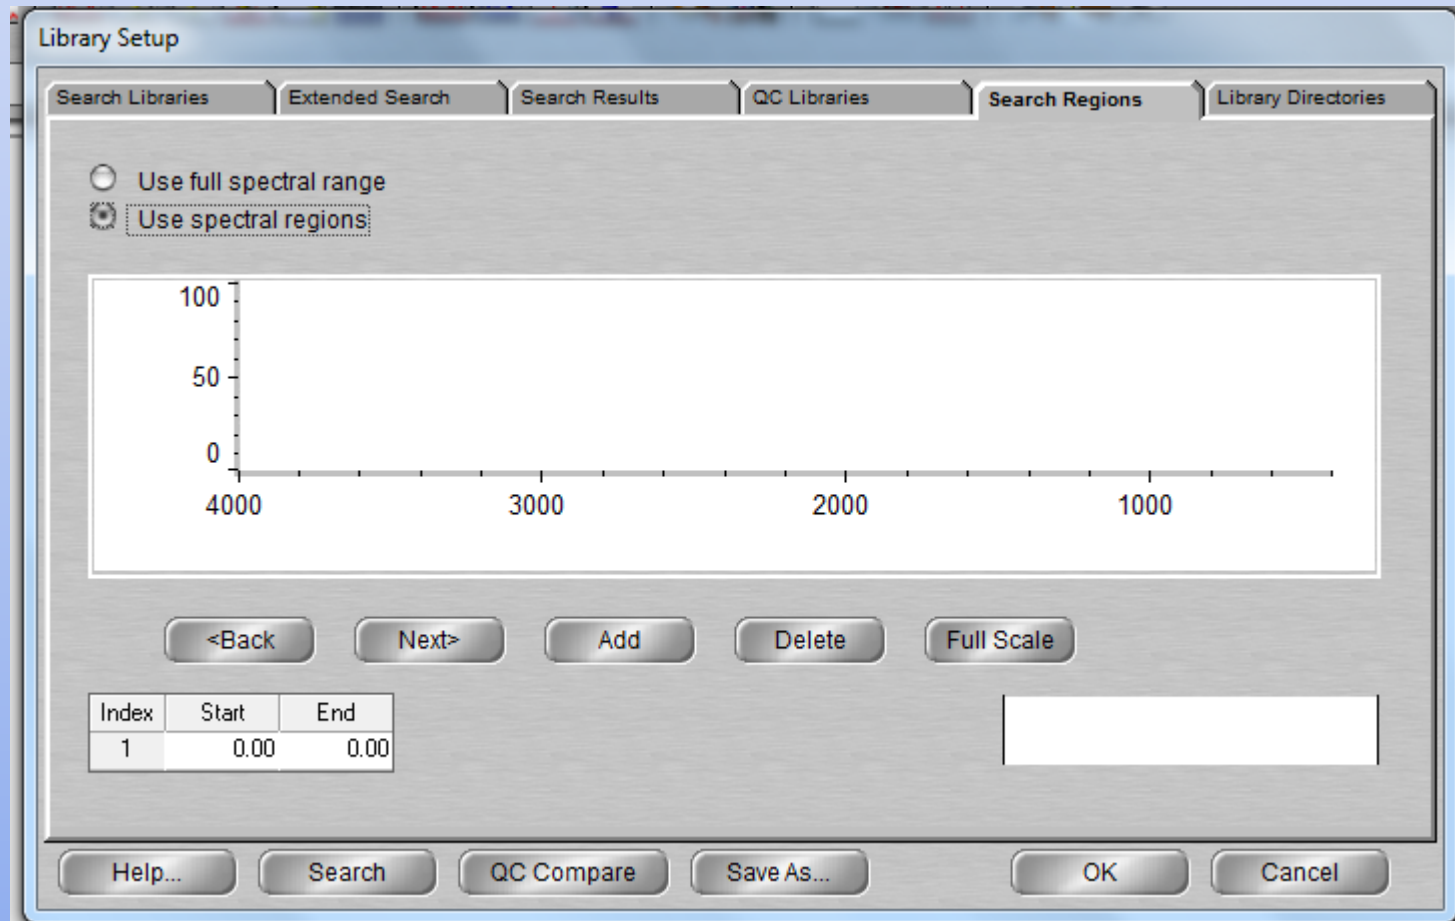 Library Setup
Search Libraries Extended Search Search Results QC Libraries Search Regions Library Directories
Use full spectral range
Use spectral regions
100
50
0
4000 3000 2000 1000
<Back Next> Add Delete Full Scale
Index Start End
1 0.00 0.00
Help... Search QC Compare Save As... OK Cancel